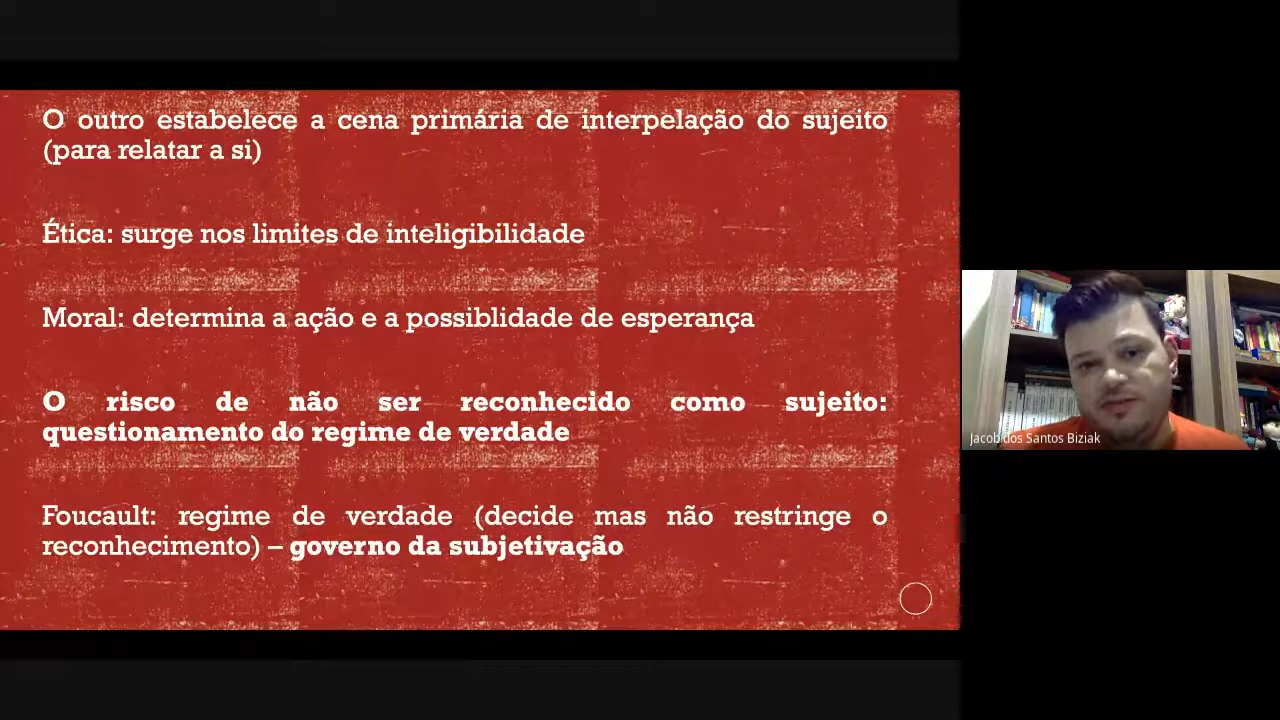 O outro estabelece a cena primária de interpelação do sujeito
(para relatar a si)
Ética: surge nos limites de inteligibilidade
Moral: determina a ação e a possiblidade de esperança
O risco de não ser reconhecido como sujeito:
questionamento do regime de verdade
Foucault: regime de verdade (decide mas não restringe o
reconhecimento) – governo da subjetivação
Jacob dos Santos Biziak